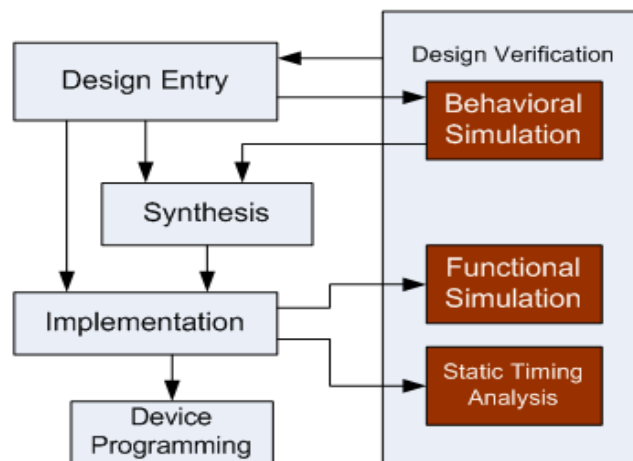 Design Entry
Design Verification
Behavioral
Simulation
Synthesis
Functional
Simulation
Implementation
Static Timing
Analysis
Device
Programming